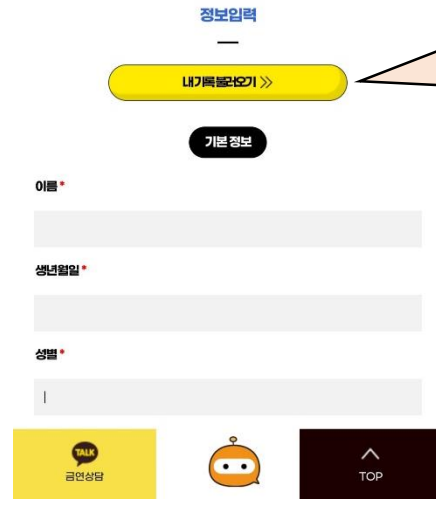 정보입력
내기록불러오기 》
기본 정보
이름 *
생년월일 *
성별 *
TALK
금연상담
TOP